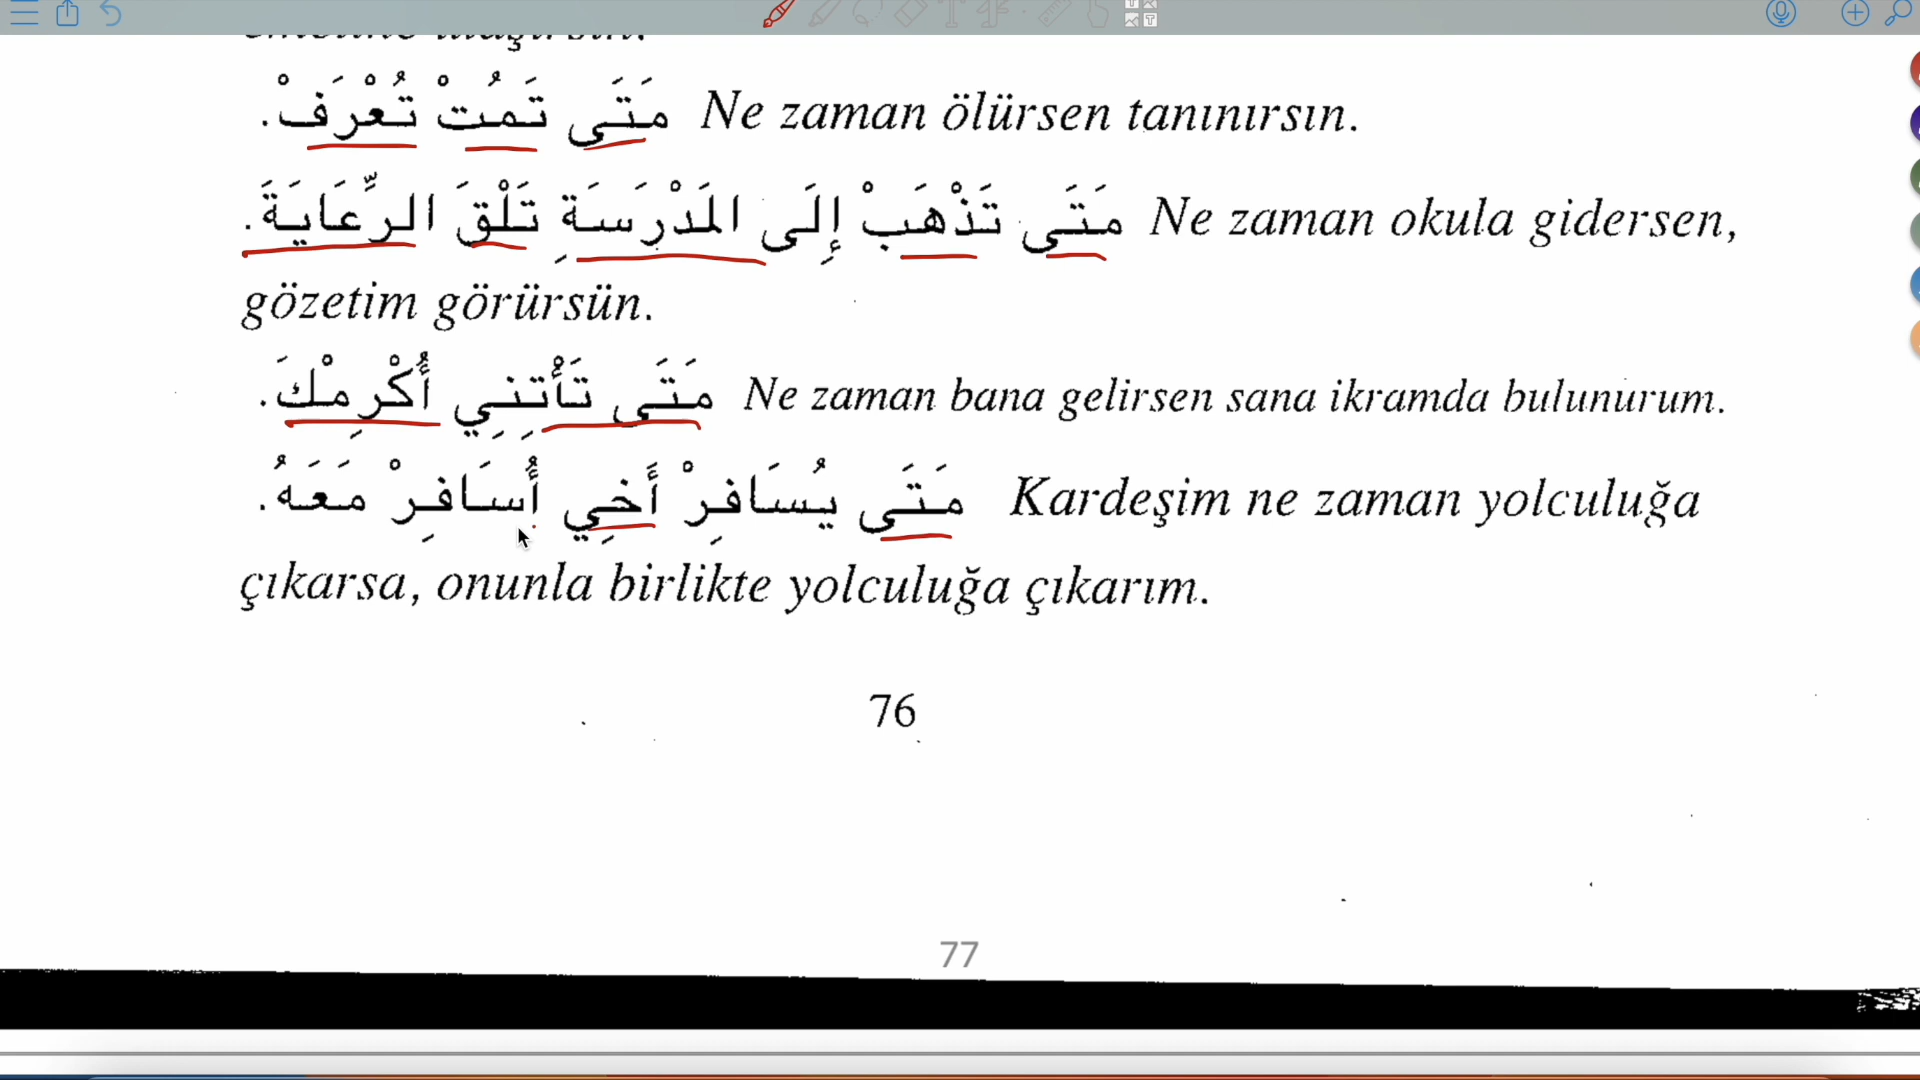 مَتَى تَمُتْ تُعْرَفْ. Ne zaman ölürsen tanınırsın.
مَتَى تَذْهَبْ إِلَى المَدْرَسَةِ تَلْقَ الرِّعَايَةَ. Ne zaman okula gidersen,
gözetim görürsün.
مَتَى تَأْتِنِي أُكْرِمْكَ. Ne zaman bana gelirsen sana ikramda bulunurum.
مَتَى يُسَافِرْ أَخِي أُسَافِرْ مَعَهُ. Kardeşim ne zaman yolculuğa
çıkarsa, onunla birlikte yolculuğa çıkarım.
76
77